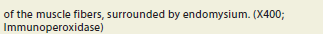 of the muscle fibers, surrounded by endomysium. (X400;
Immunoperoxidase)